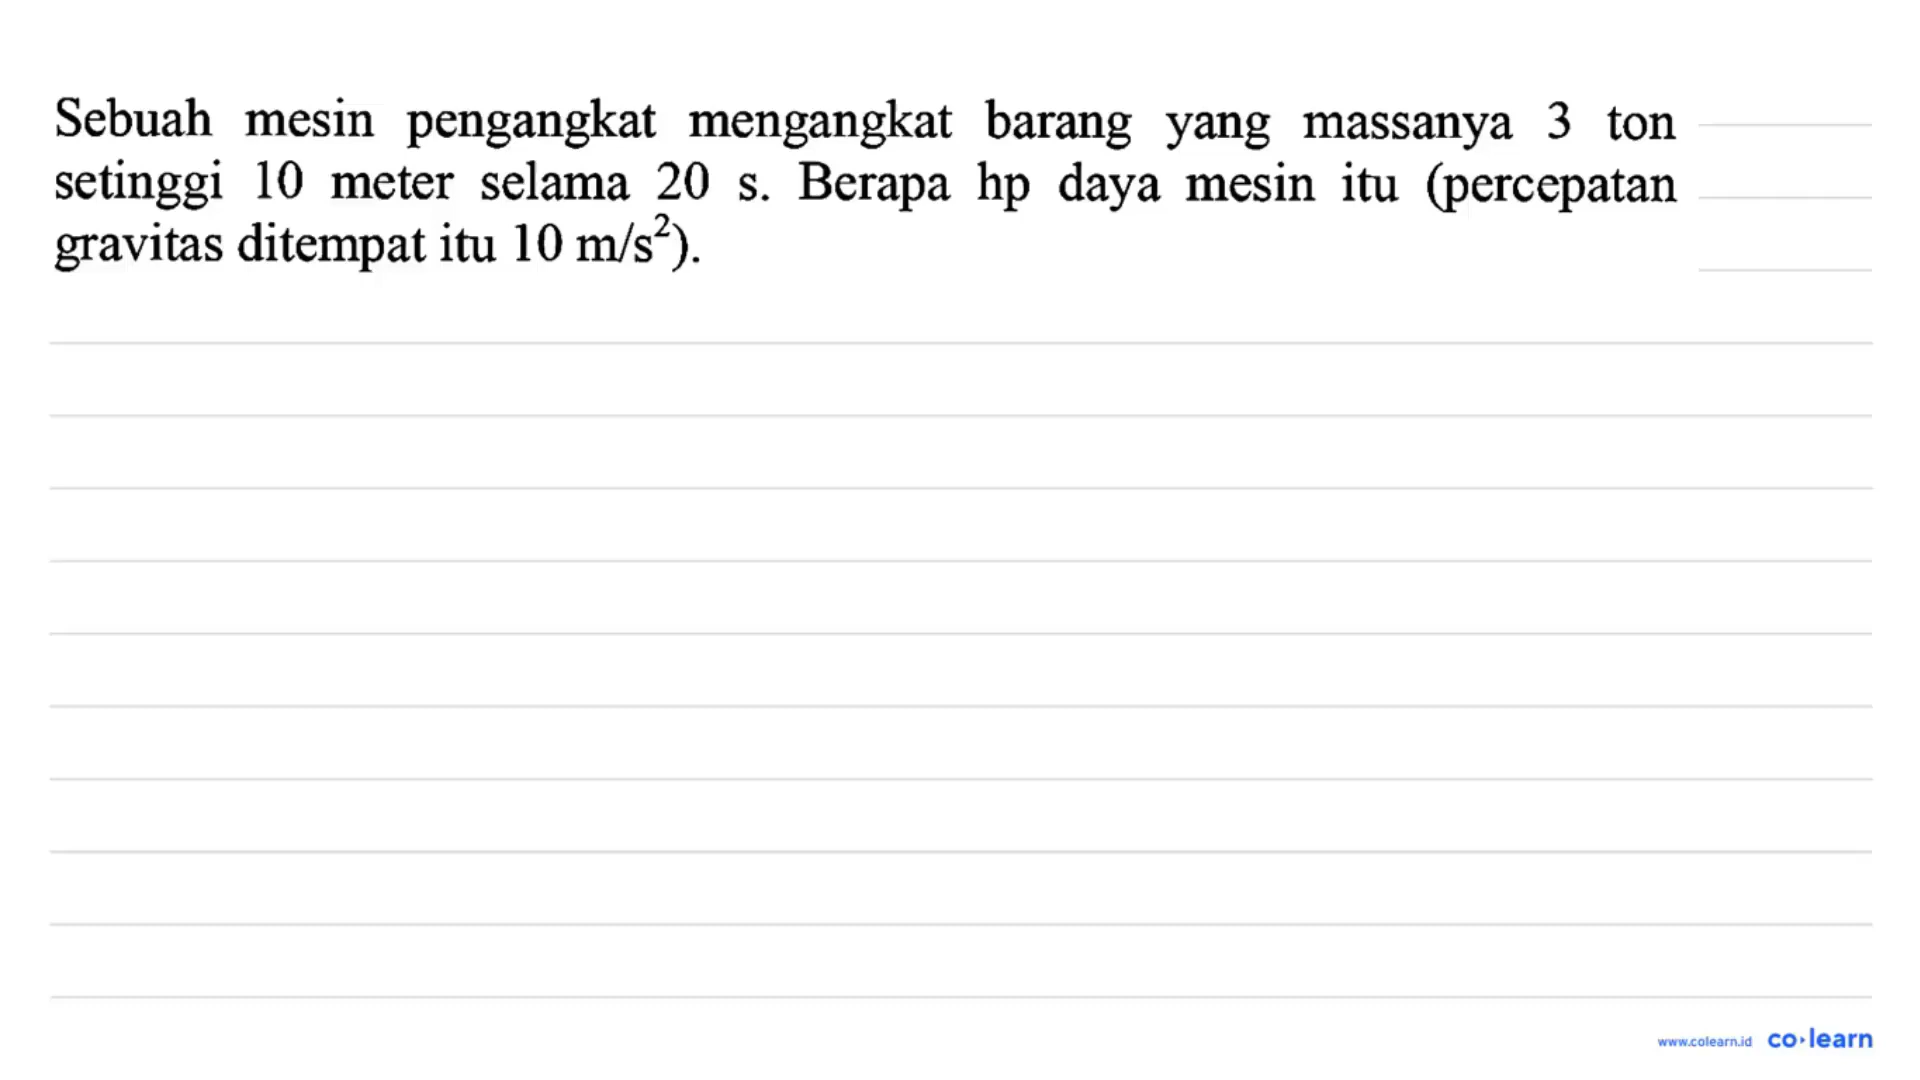 Sebuah mesin pengangkat mengangkat barang yang massanya 3 ton
setinggi 10 meter selama 20 s. Berapa hp daya mesin itu (percepatan
gravitas ditempat itu 10 m/s²).
www.colearn.id co·learn